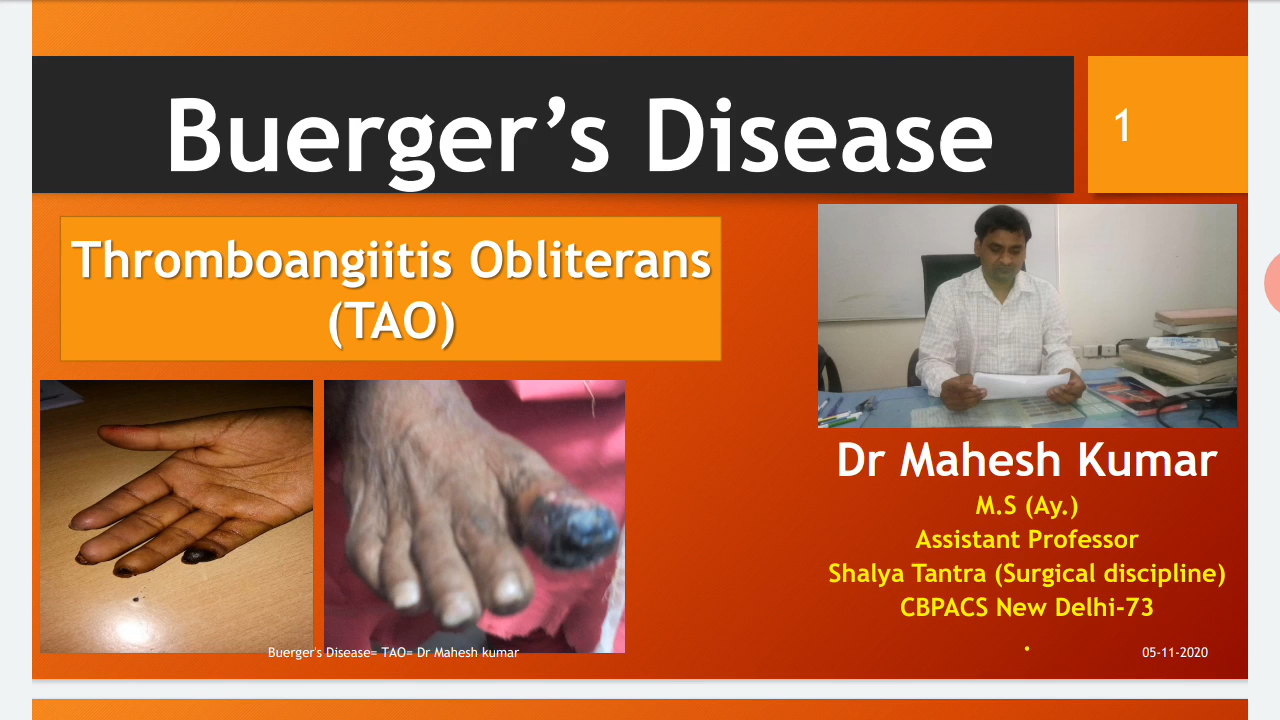 Buerger’s Disease
1
Thromboangiitis Obliterans
(TAO)
Dr Mahesh Kumar
M.S (Ay.)
Assistant Professor
Shalya Tantra (Surgical discipline)
CBPACS New Delhi-73
.
Buerger's Disease= TAO= Dr Mahesh kumar
05-11-2020